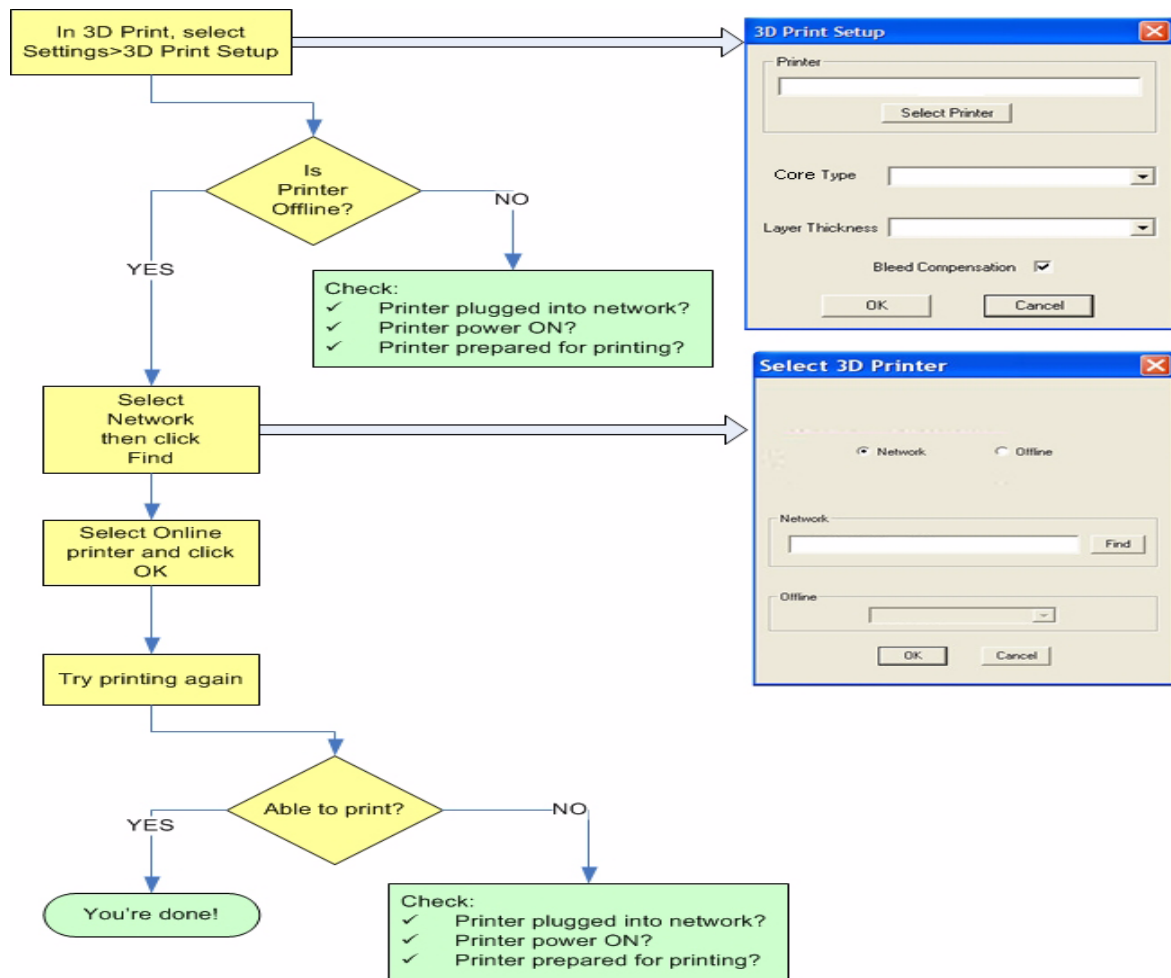 In 3D Print, select
Settings>3D Print Setup
3D Print Setup
Printer
Select Printer
Core Type
Layer Thickness
Bleed Compensation
OK
Cancel
Is
Printer
Offline?
NO
YES
Check:
✓ Printer plugged into network?
✓ Printer power ON?
✓ Printer prepared for printing?
Select
Network
then click
Find
Select 3D Printer
Network
Offline
Network
Find
Offline
OK
Cancel
Select Online
printer and click
OK
Try printing again
Able to print?
YES
NO
You're done!
Check:
✓ Printer plugged into network?
✓ Printer power ON?
✓ Printer prepared for printing?